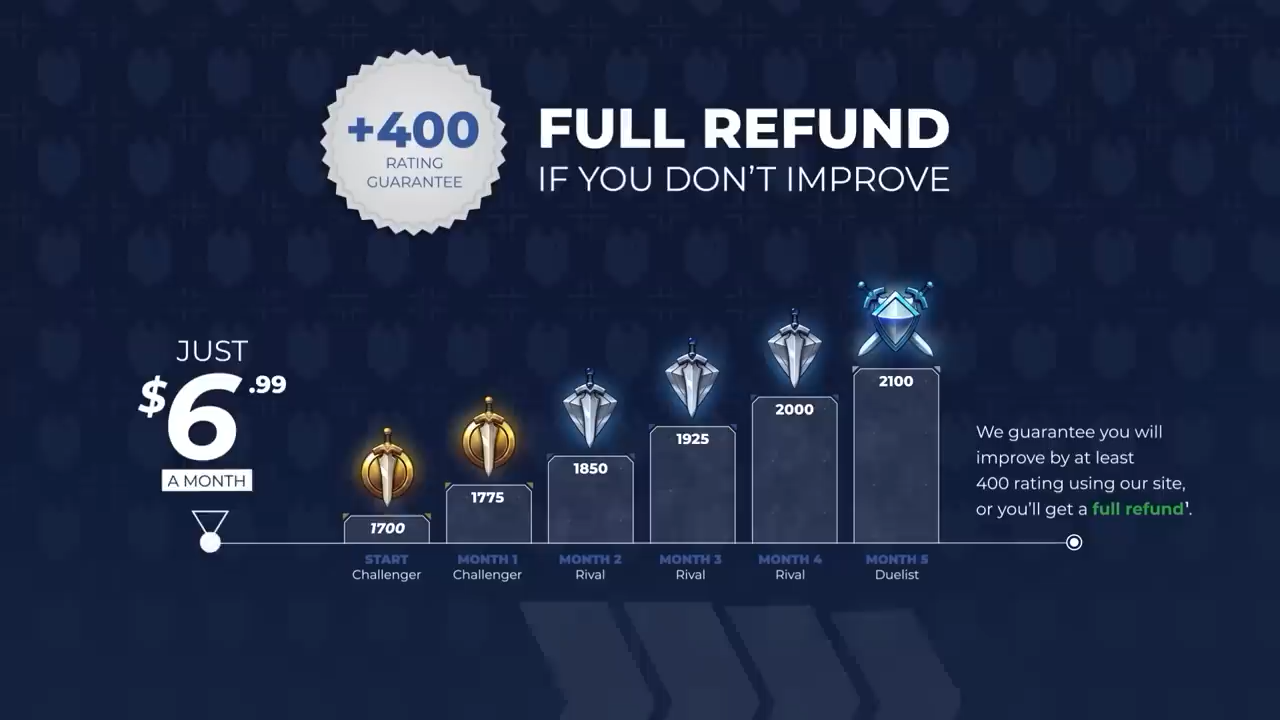 +400
RATING
GUARANTEE
FULL REFUND
IF YOU DON'T IMPROVE
JUST
$6.99
A MONTH
1700
1775
1850
1925
2000
2100
START
Challenger
MONTH 1
Challenger
MONTH 2
Rival
MONTH 3
Rival
MONTH 4
Rival
MONTH 5
Duelist
We guarantee you will
improve by at least
400 rating using our site,
or you'll get a full refund¹.